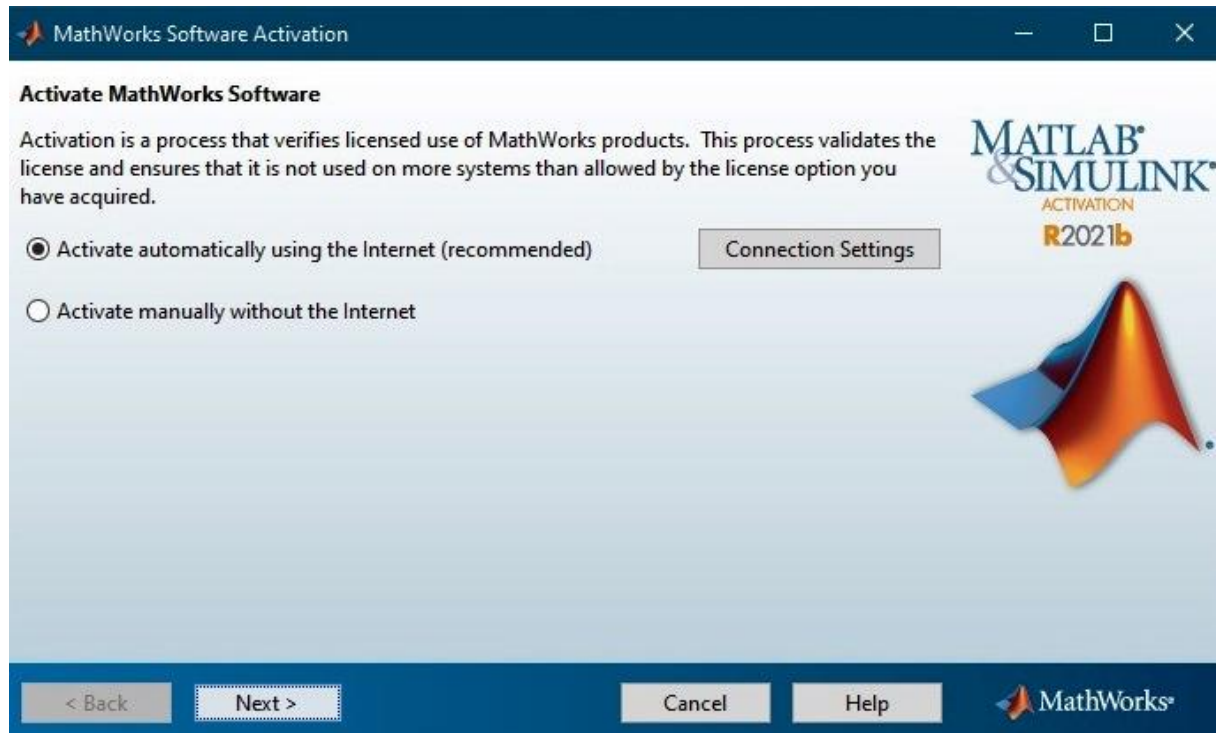 MathWorks Software Activation
Activate MathWorks Software
Activation is a process that verifies licensed use of MathWorks products.  This process validates the
license and ensures that it is not used on more systems than allowed by the license option you
have acquired.
MATLAB®
&SIMULINK®
ACTIVATION
R2021b
Activate automatically using the Internet (recommended)
Connection Settings
Activate manually without the Internet
< Back
Next >
Cancel
Help
MathWorks®